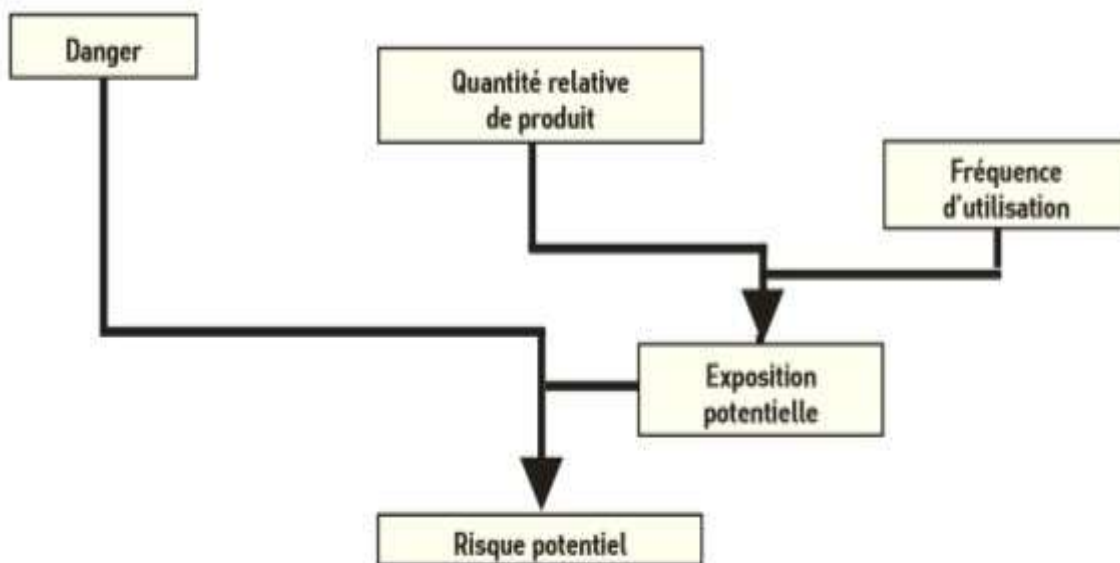 Danger
Quantité relative
de produit
Fréquence
d'utilisation
Exposition
potentielle
Risque potentiel